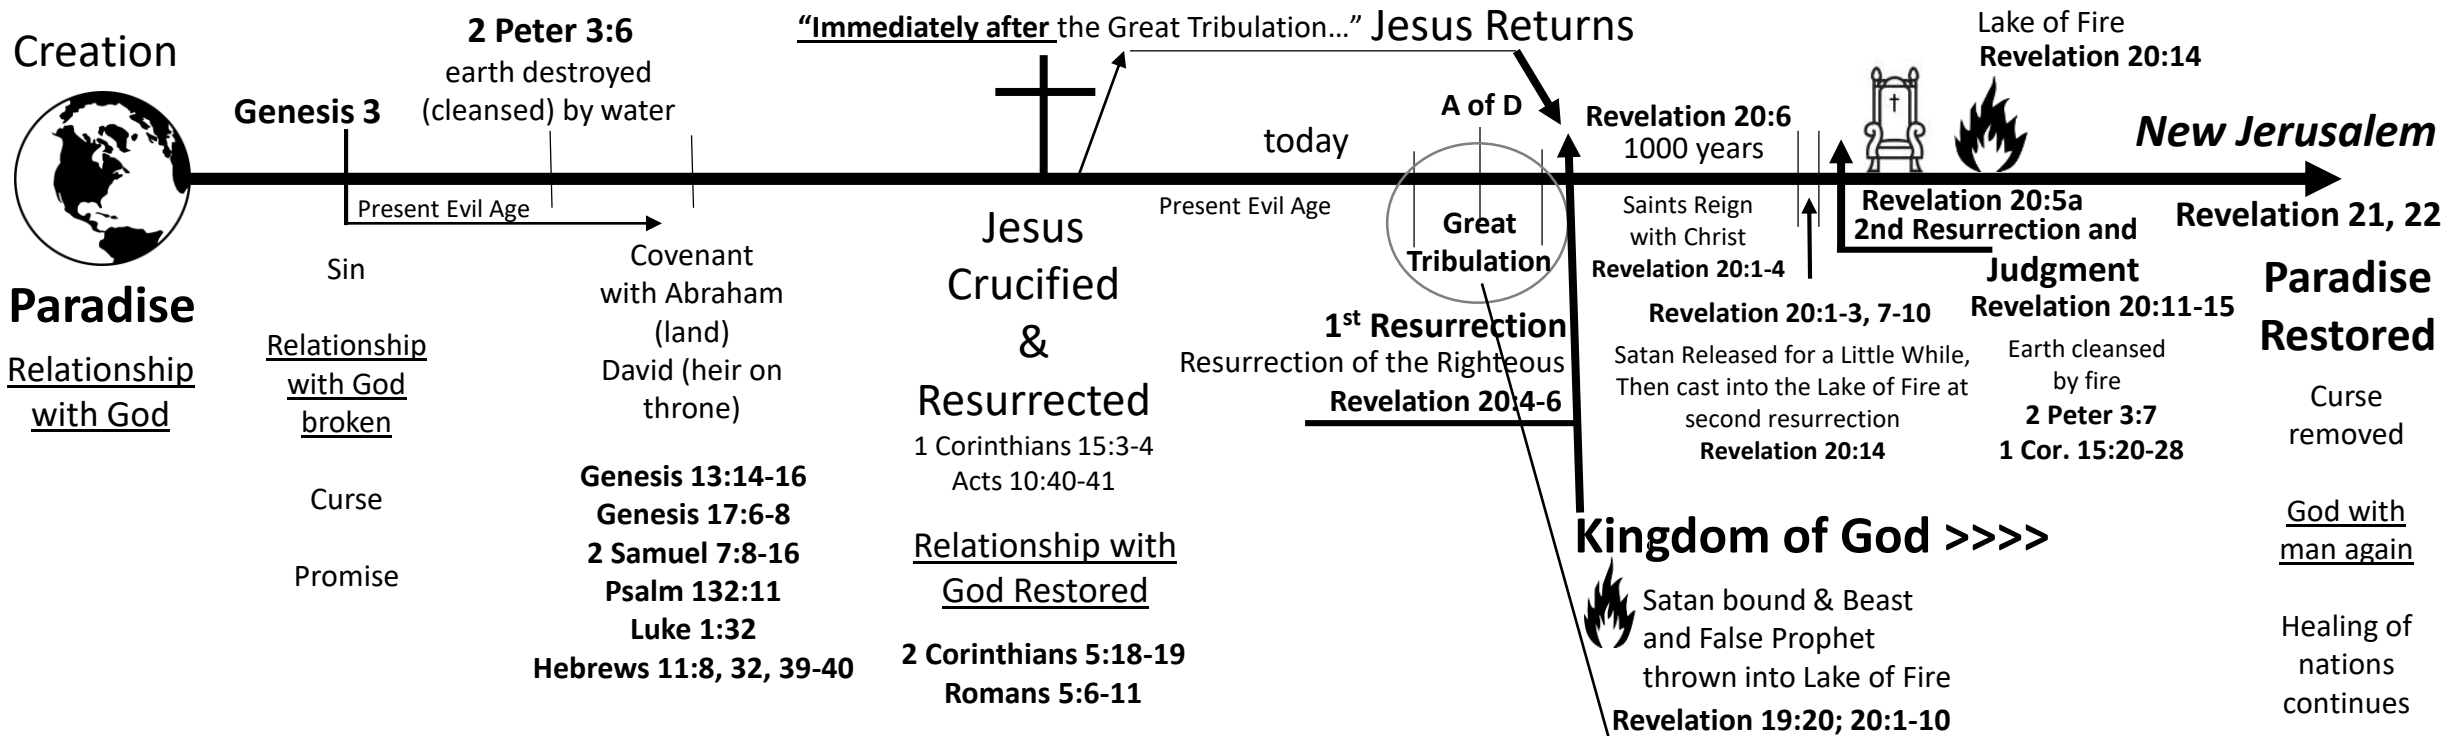 Creation
Paradise
Relationship
with God
Genesis 3
Present Evil Age
Sin
Relationship
with God
broken
Curse
Promise
2 Peter 3:6
earth destroyed
(cleansed) by water
Covenant
with Abraham
(land)
David (heir on
throne)
Genesis 13:14-16
Genesis 17:6-8
2 Samuel 7:8-16
Psalm 132:11
Luke 1:32
Hebrews 11:8, 32, 39-40
“Immediately after the Great Tribulation…” Jesus Returns
Jesus
Crucified
&
Resurrected
1 Corinthians 15:3-4
Acts 10:40-41
Relationship with
God Restored
2 Corinthians 5:18-19
Romans 5:6-11
today
Present Evil Age
A of D
Great
Tribulation
1st Resurrection
Resurrection of the Righteous
Revelation 20:4-6
Revelation 20:6
1000 years
Saints Reign
with Christ
Revelation 20:1-4
Revelation 20:1-3, 7-10
Satan Released for a Little While,
Then cast into the Lake of Fire at
second resurrection
Revelation 20:14
Kingdom of God >>>>
Satan bound & Beast
and False Prophet
thrown into Lake of Fire
Revelation 19:20; 20:1-10
Lake of Fire
Revelation 20:14
Revelation 20:5a
2nd Resurrection and
Judgment
Revelation 20:11-15
Earth cleansed
by fire
2 Peter 3:7
1 Cor. 15:20-28
New Jerusalem
Revelation 21, 22
Paradise
Restored
Curse
removed
God with
man again
Healing of
nations
continues